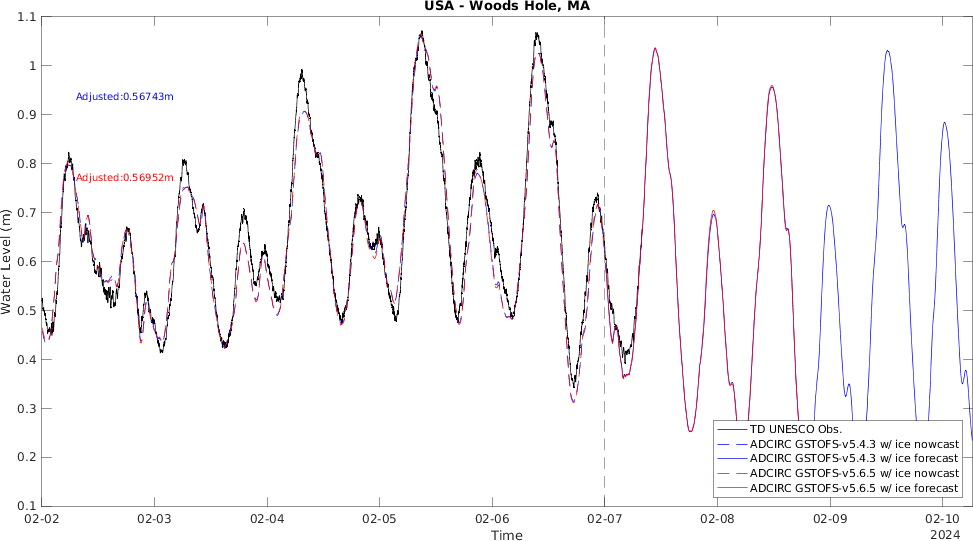 USA - Woods Hole, MA
1.1
1
0.9
0.8
0.7
0.6
0.5
0.4
0.3
0.2
0.1
Water Level (m)
Adjusted:0.56743m
Adjusted:0.56952m
TD UNESCO Obs.
ADCIRC GSTOFS-v5.4.3 w/ ice nowcast
ADCIRC GSTOFS-v5.4.3 w/ ice forecast
ADCIRC GSTOFS-v5.6.5 w/ ice nowcast
ADCIRC GSTOFS-v5.6.5 w/ ice forecast
02-02 02-03 02-04 02-05 02-06 02-07 02-08 02-09 02-10
Time
2024